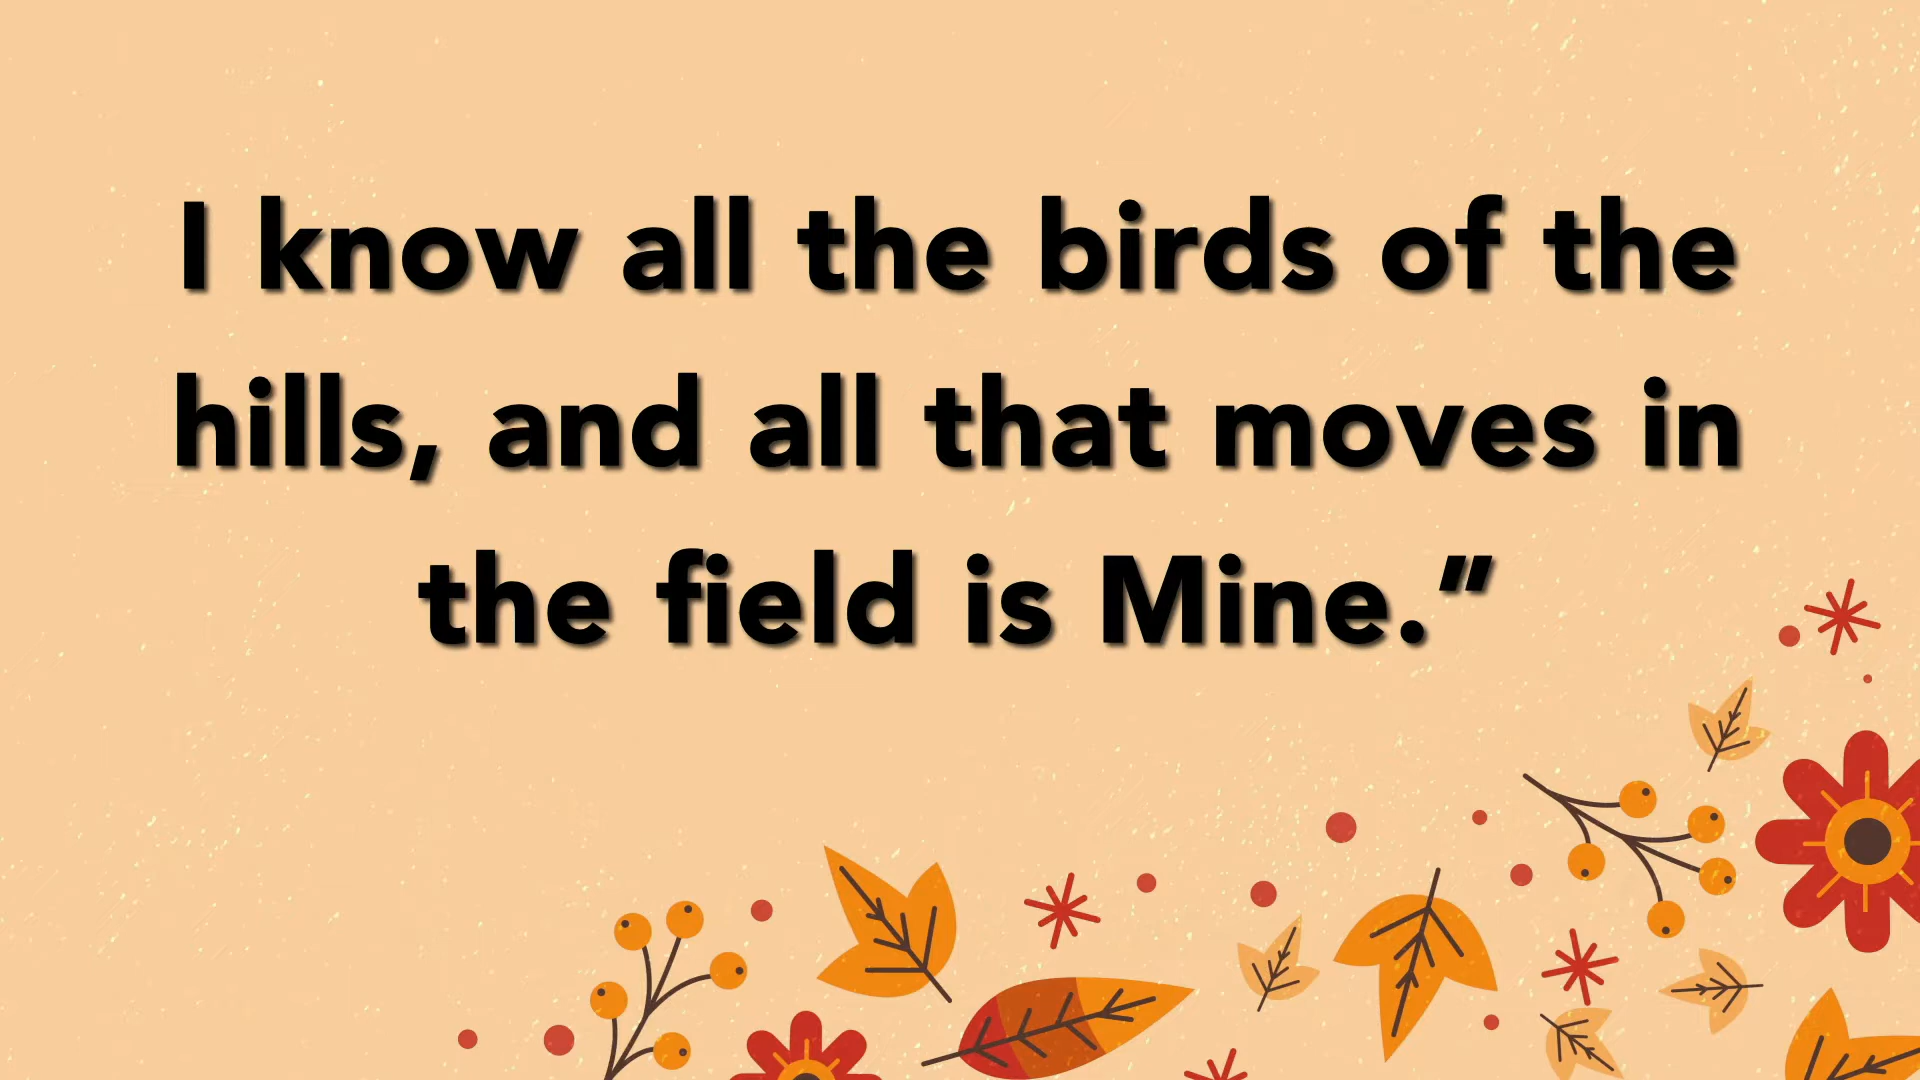 I know all the birds of the
hills, and all that moves in
the field is Mine.”